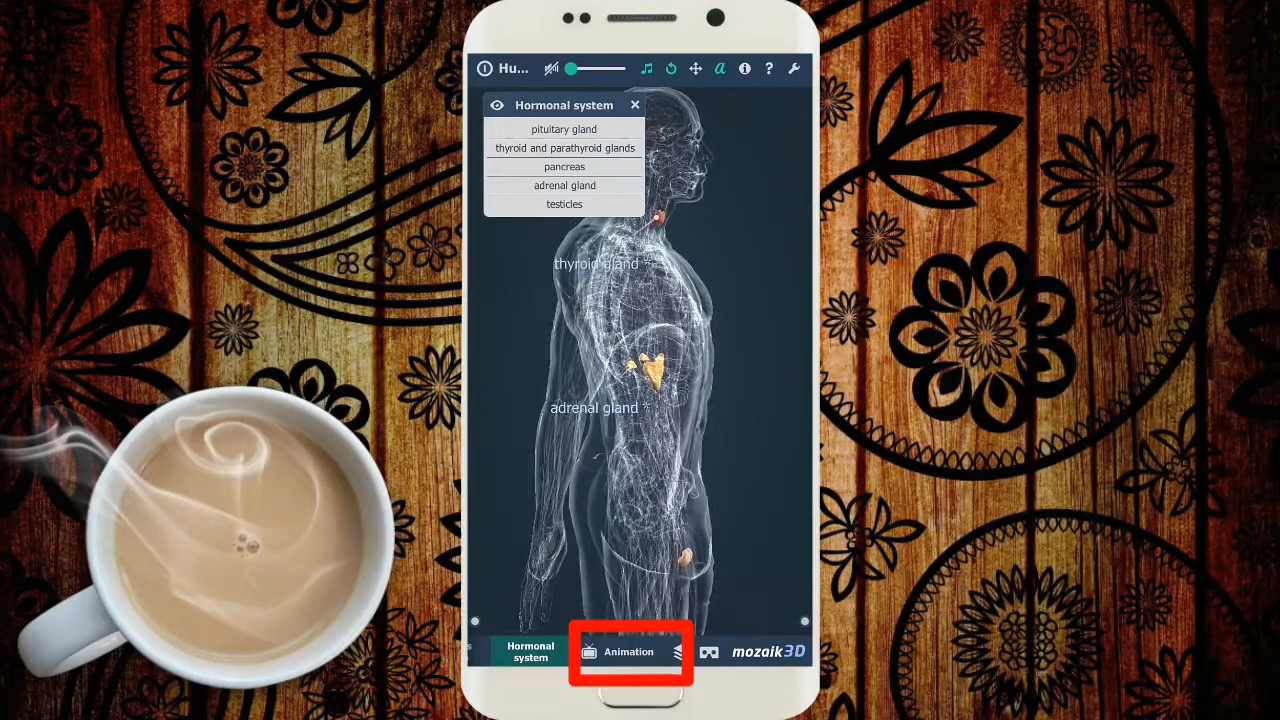 Hu...
Hormonal system
pituitary gland
thyroid and parathyroid glands
pancreas
adrenal gland
testicles
thyroid gland
adrenal gland
Hormonal
system
Animation
mozaik3D